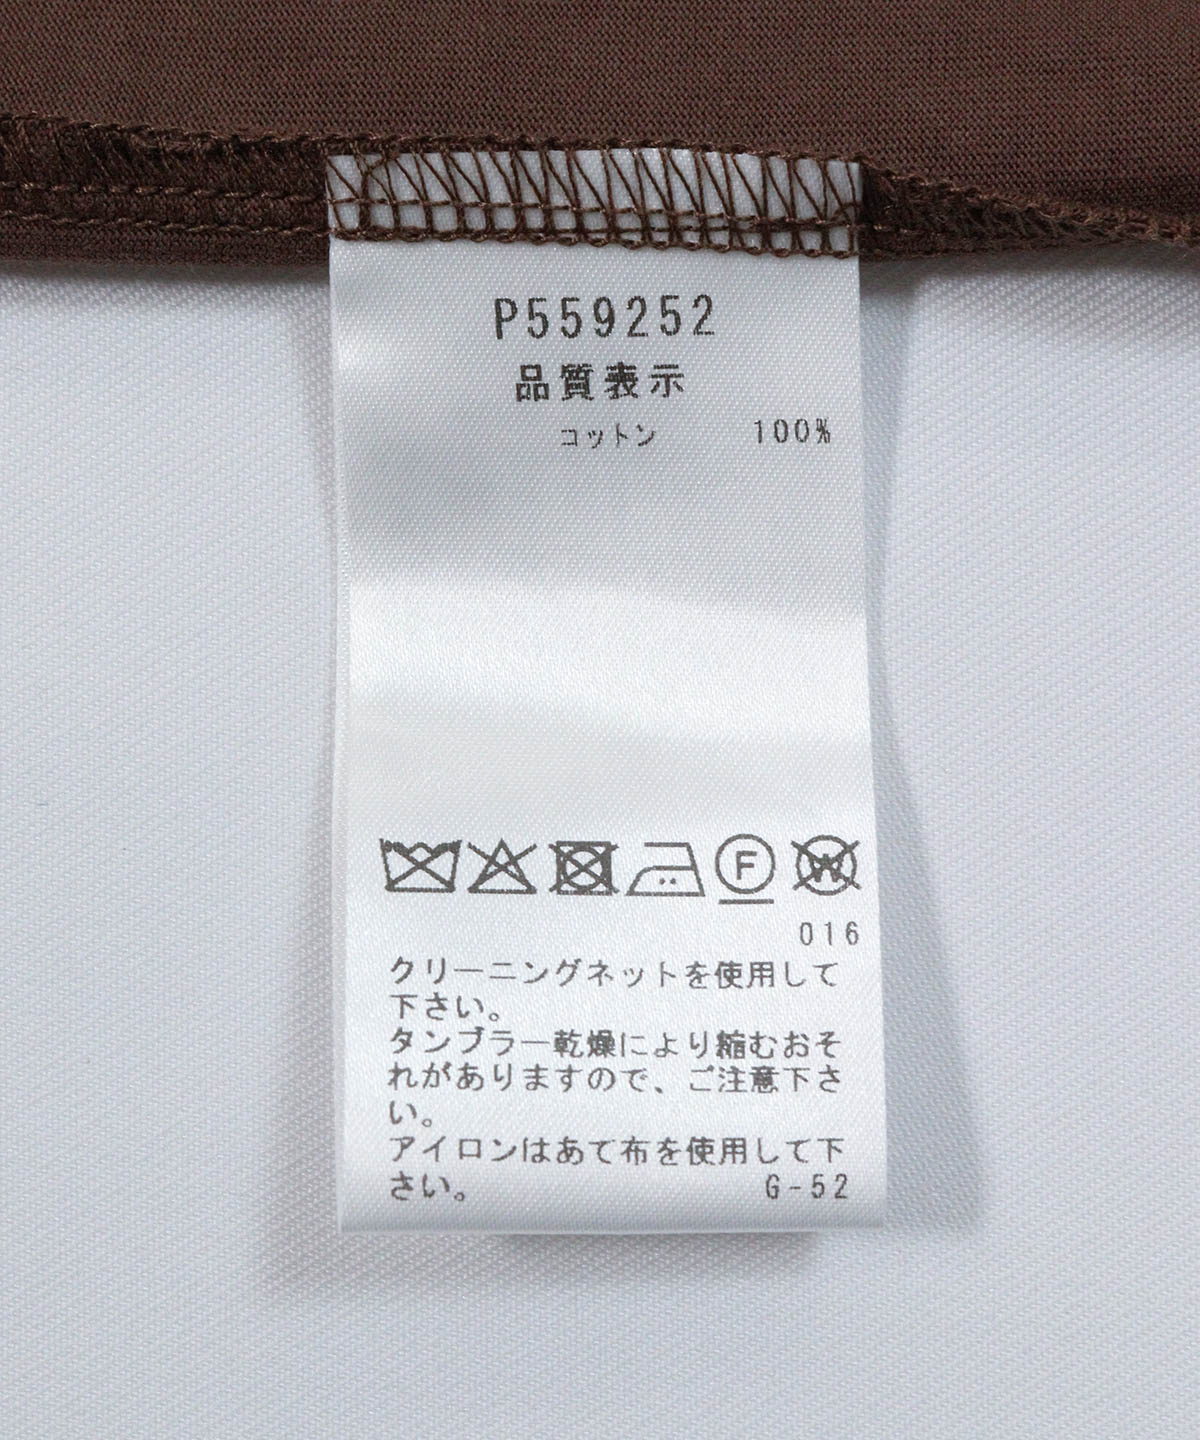 P559252
品質表示
コットン 100%
F W
016
クリーニングネットを使用して
下さい。
タンブラー乾燥により縮むおそ
れがありますので、ご注意下さ
い。
アイロンはあて布を使用して下
さい。 G-52